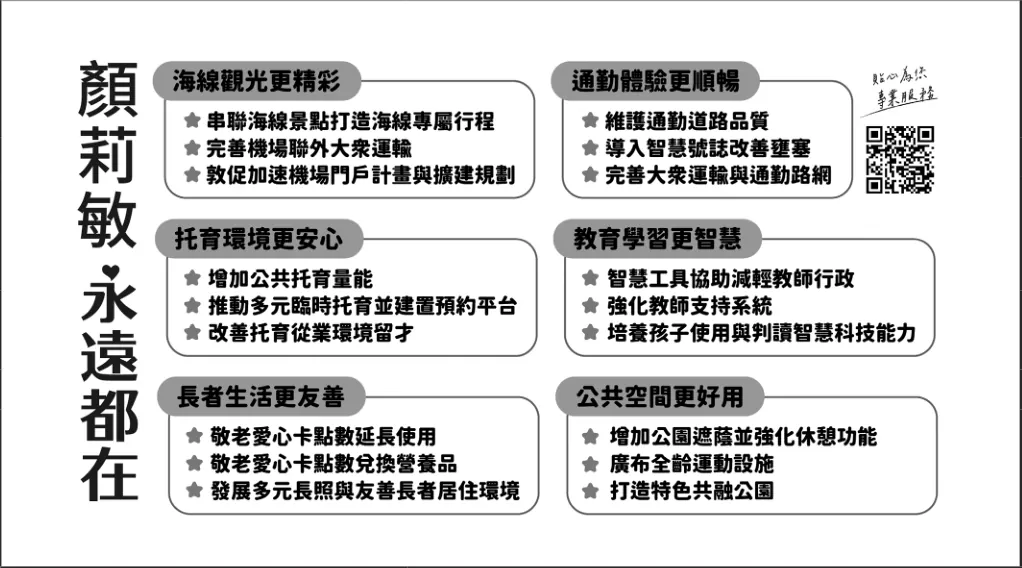 顏莉敏
永遠都在
海線觀光更精彩
串聯海線景點打造海線專屬行程
完善機場聯外大眾運輸
敦促加速機場門戶計畫與擴建規劃
通勤體驗更順暢
維護通勤道路品質
導入智慧號誌改善壅塞
完善大眾運輸與通勤路網
貼心為您
專業服務
托育環境更安心
增加公共托育量能
推動多元臨時托育並建置預約平台
改善托育從業環境留才
教育學習更智慧
智慧工具協助減輕教師行政
強化教師支持系統
培養孩子使用與判讀智慧科技能力
長者生活更友善
敬老愛心卡點數延長使用
敬老愛心卡點數兌換營養品
發展多元長照與友善長者居住環境
公共空間更好用
增加公園遮蔭並強化休憩功能
廣布全齡運動設施
打造特色共融公園